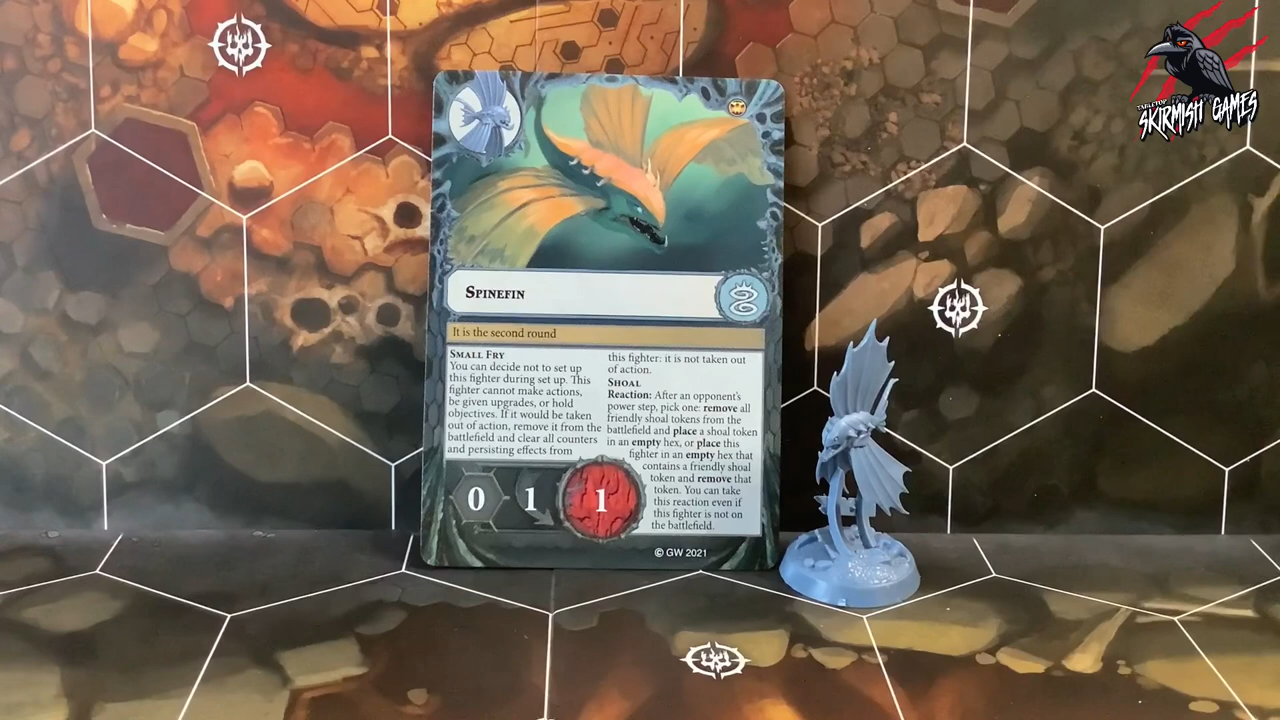 TABLETOP
SKIRMISH GAMES
SPINEFIN
It is the second round
SMALL FRY
You can decide not to set up
this fighter during set up. This
fighter cannot make actions,
be given upgrades, or hold
objectives. If it would be taken
out of action, remove it from the
battlefield and clear all counters
and persisting effects from
this fighter: it is not taken out
of action.
SHOAL
Reaction: After an opponent's
power step, pick one: remove all
friendly shoal tokens from the
battlefield and place a shoal token
in an empty hex, or place this
fighter in an empty hex that
contains a friendly shoal
token and remove that
token. You can take
this reaction even if
this fighter is not on
the battlefield.
0 1 1
© GW 2021